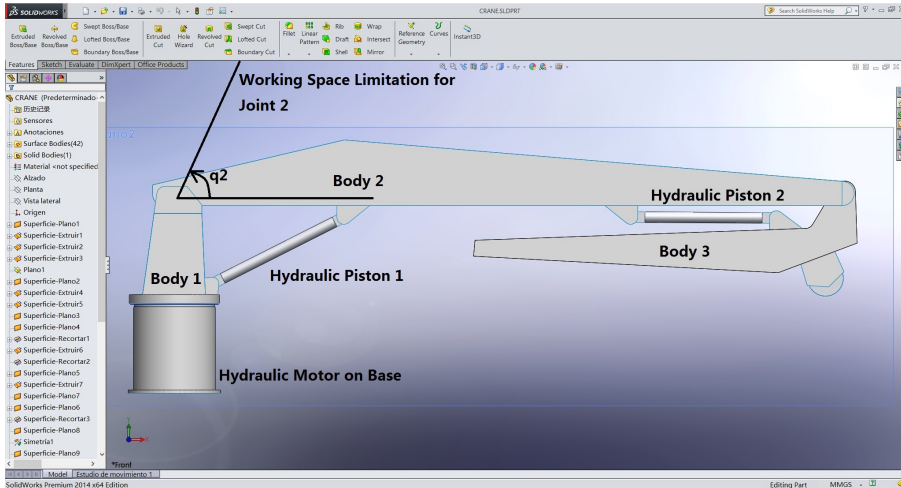 SOLIDWORKS
CRANE.SLDPRT
Search SolidWorks Help
Extruded Boss/Base
Revolved Boss/Base
Swept Boss/Base
Lofted Boss/Base
Boundary Boss/Base
Extruded Cut
Hole Wizard
Revolved Cut
Swept Cut
Lofted Cut
Boundary Cut
Fillet
Linear Pattern
Rib
Draft
Shell
Wrap
Intersect
Mirror
Reference Geometry
Curves
Instant3D
Features
Sketch
Evaluate
DimXpert
Office Products
CRANE (Predeterminado
历史记录
Sensores
Anotaciones
Surface Bodies(42)
Solid Bodies(1)
Material <not specified
Alzado
Planta
Vista lateral
Origen
Superficie-Plano1
Superficie-Extruir1
Superficie-Extruir2
Superficie-Extruir3
Plano1
Superficie-Plano2
Superficie-Extruir4
Superficie-Extruir5
Superficie-Plano3
Superficie-Plano4
Superficie-Recortar1
Superficie-Extruir6
Superficie-Recortar2
Superficie-Plano5
Superficie-Extruir7
Superficie-Plano7
Superficie-Plano6
Superficie-Recortar3
Superficie-Plano8
Simetría1
Superficie-Plano9
Working Space Limitation for
Joint 2
q2
Body 2
Hydraulic Piston 2
Body 3
Body 1
Hydraulic Piston 1
Hydraulic Motor on Base
*Front
Model
Estudio de movimiento 1
SolidWorks Premium 2014 x64 Edition
Editing Part
MMGS